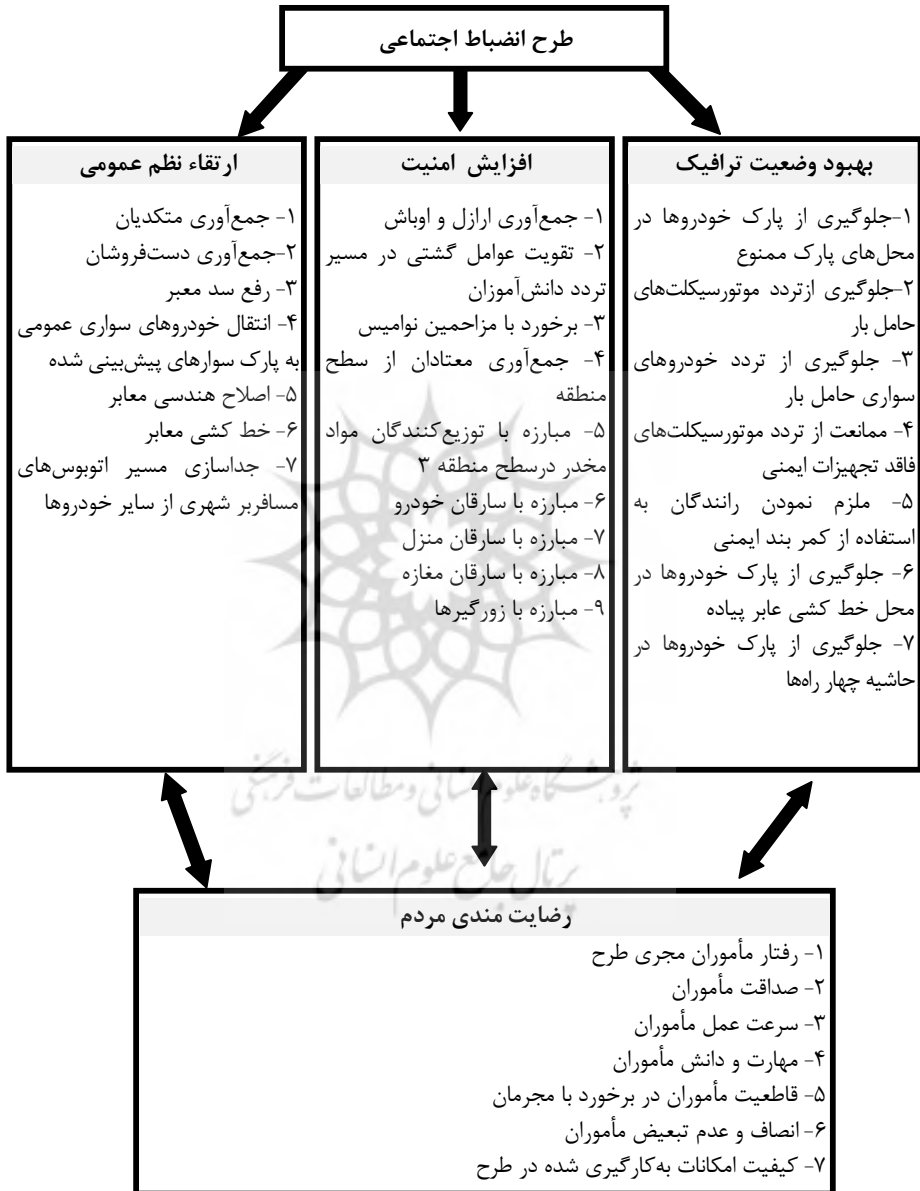 طرح انضباط اجتماعی
بهبود وضعیت ترافیک
۱-جلوگیری از پارک خودروها در
محل‌های پارک ممنوع
۲-جلوگیری ازتردد موتورسیکلت‌های
حامل بار
۳- جلوگیری از تردد خودروهای
سواری حامل بار
۴- ممانعت از تردد موتورسیکلت‌های
فاقد تجهیزات ایمنی
۵- ملزم نمودن رانندگان به
استفاده از کمر بند ایمنی
۶- جلوگیری از پارک خودروها در
محل خط کشی عابر پیاده
۷- جلوگیری از پارک خودروها در
حاشیه چهار راه‌ها
افزایش امنیت
۱- جمع‌آوری ارازل و اوباش
۲- تقویت عوامل گشتی در مسیر
تردد دانش‌آموزان
۳- برخورد با مزاحمین نوامیس
۴- جمع‌آوری معتادان از سطح
منطقه
۵- مبارزه با توزیع‌کنندگان مواد
مخدر درسطح منطقه ۳
۶- مبارزه با سارقان خودرو
۷- مبارزه با سارقان منزل
۸- مبارزه با سارقان مغازه
۹- مبارزه با زورگیرها
ارتقاء نظم عمومی
۱- جمع‌آوری متکدیان
۲-جمع‌آوری دست‌فروشان
۳- رفع سد معبر
۴- انتقال خودروهای سواری عمومی
به پارک سوارهای پیش‌بینی شده
۵- اصلاح هندسی معابر
۶- خط کشی معابر
۷- جداسازی مسیر اتوبوس‌های
مسافربر شهری از سایر خودروها
پژوهشگاه علوم انسانی و مطالعات فرهنگی
پرتال جامع علوم انسانی
رضایت مندی مردم
۱- رفتار مأموران مجری طرح
۲- صداقت مأموران
۳- سرعت عمل مأموران
۴- مهارت و دانش مأموران
۵- قاطعیت مأموران در برخورد با مجرمان
۶- انصاف و عدم تبعیض مأموران
۷- کیفیت امکانات به‌کارگیری شده در طرح